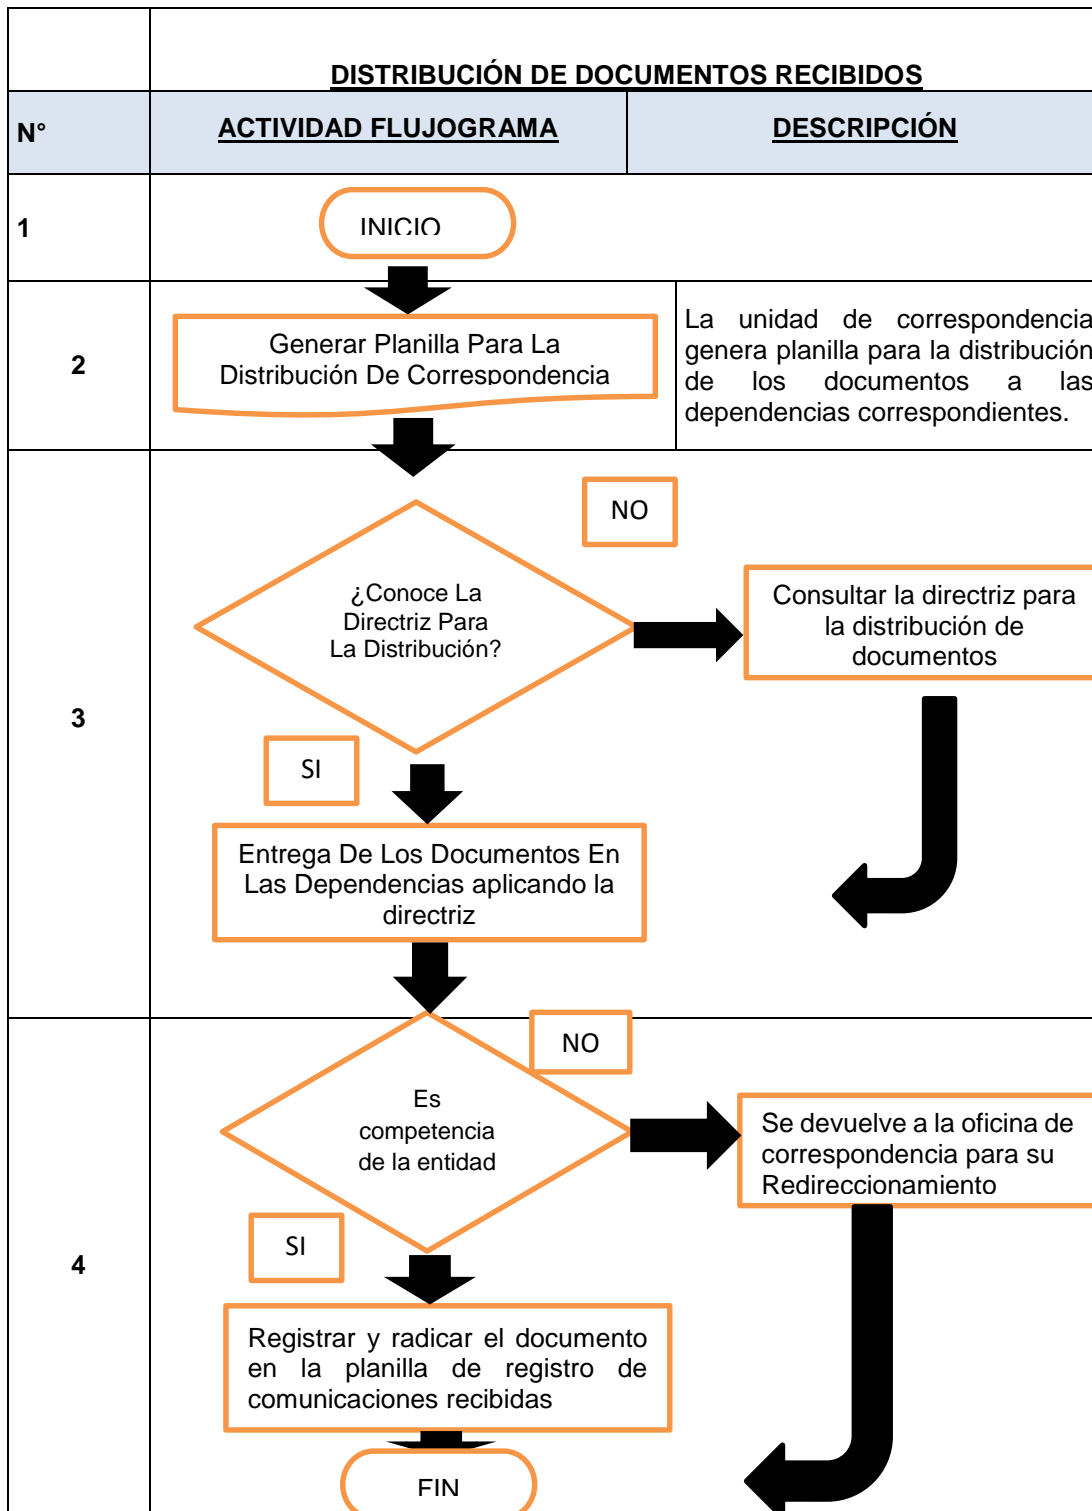 DISTRIBUCIÓN DE DOCUMENTOS RECIBIDOS
N°
ACTIVIDAD FLUJOGRAMA
DESCRIPCIÓN
1
INICIO
2
Generar Planilla Para La
Distribución De Correspondencia
La unidad de correspondencia
genera planilla para la distribución
de los documentos a las
dependencias correspondientes.
3
NO
¿Conoce La
Directriz Para
La Distribución?
Consultar la directriz para
la distribución de
documentos
SI
Entrega De Los Documentos En
Las Dependencias aplicando la
directriz
4
NO
Es
competencia
de la entidad
Se devuelve a la oficina de
correspondencia para su
Redireccionamiento
SI
Registrar y radicar el documento
en la planilla de registro de
comunicaciones recibidas
FIN